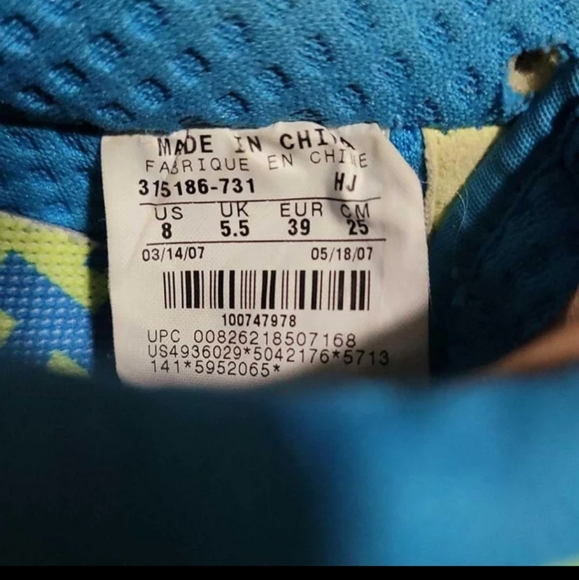 MADE IN CHINA
FABRIQUE EN CHINE
315186-731 HJ
US UK EUR CM
8 5.5 39 25
03/14/07 05/18/07
100747978
UPC 00826218507168
US4936029*5042176*5713
141*5952065*